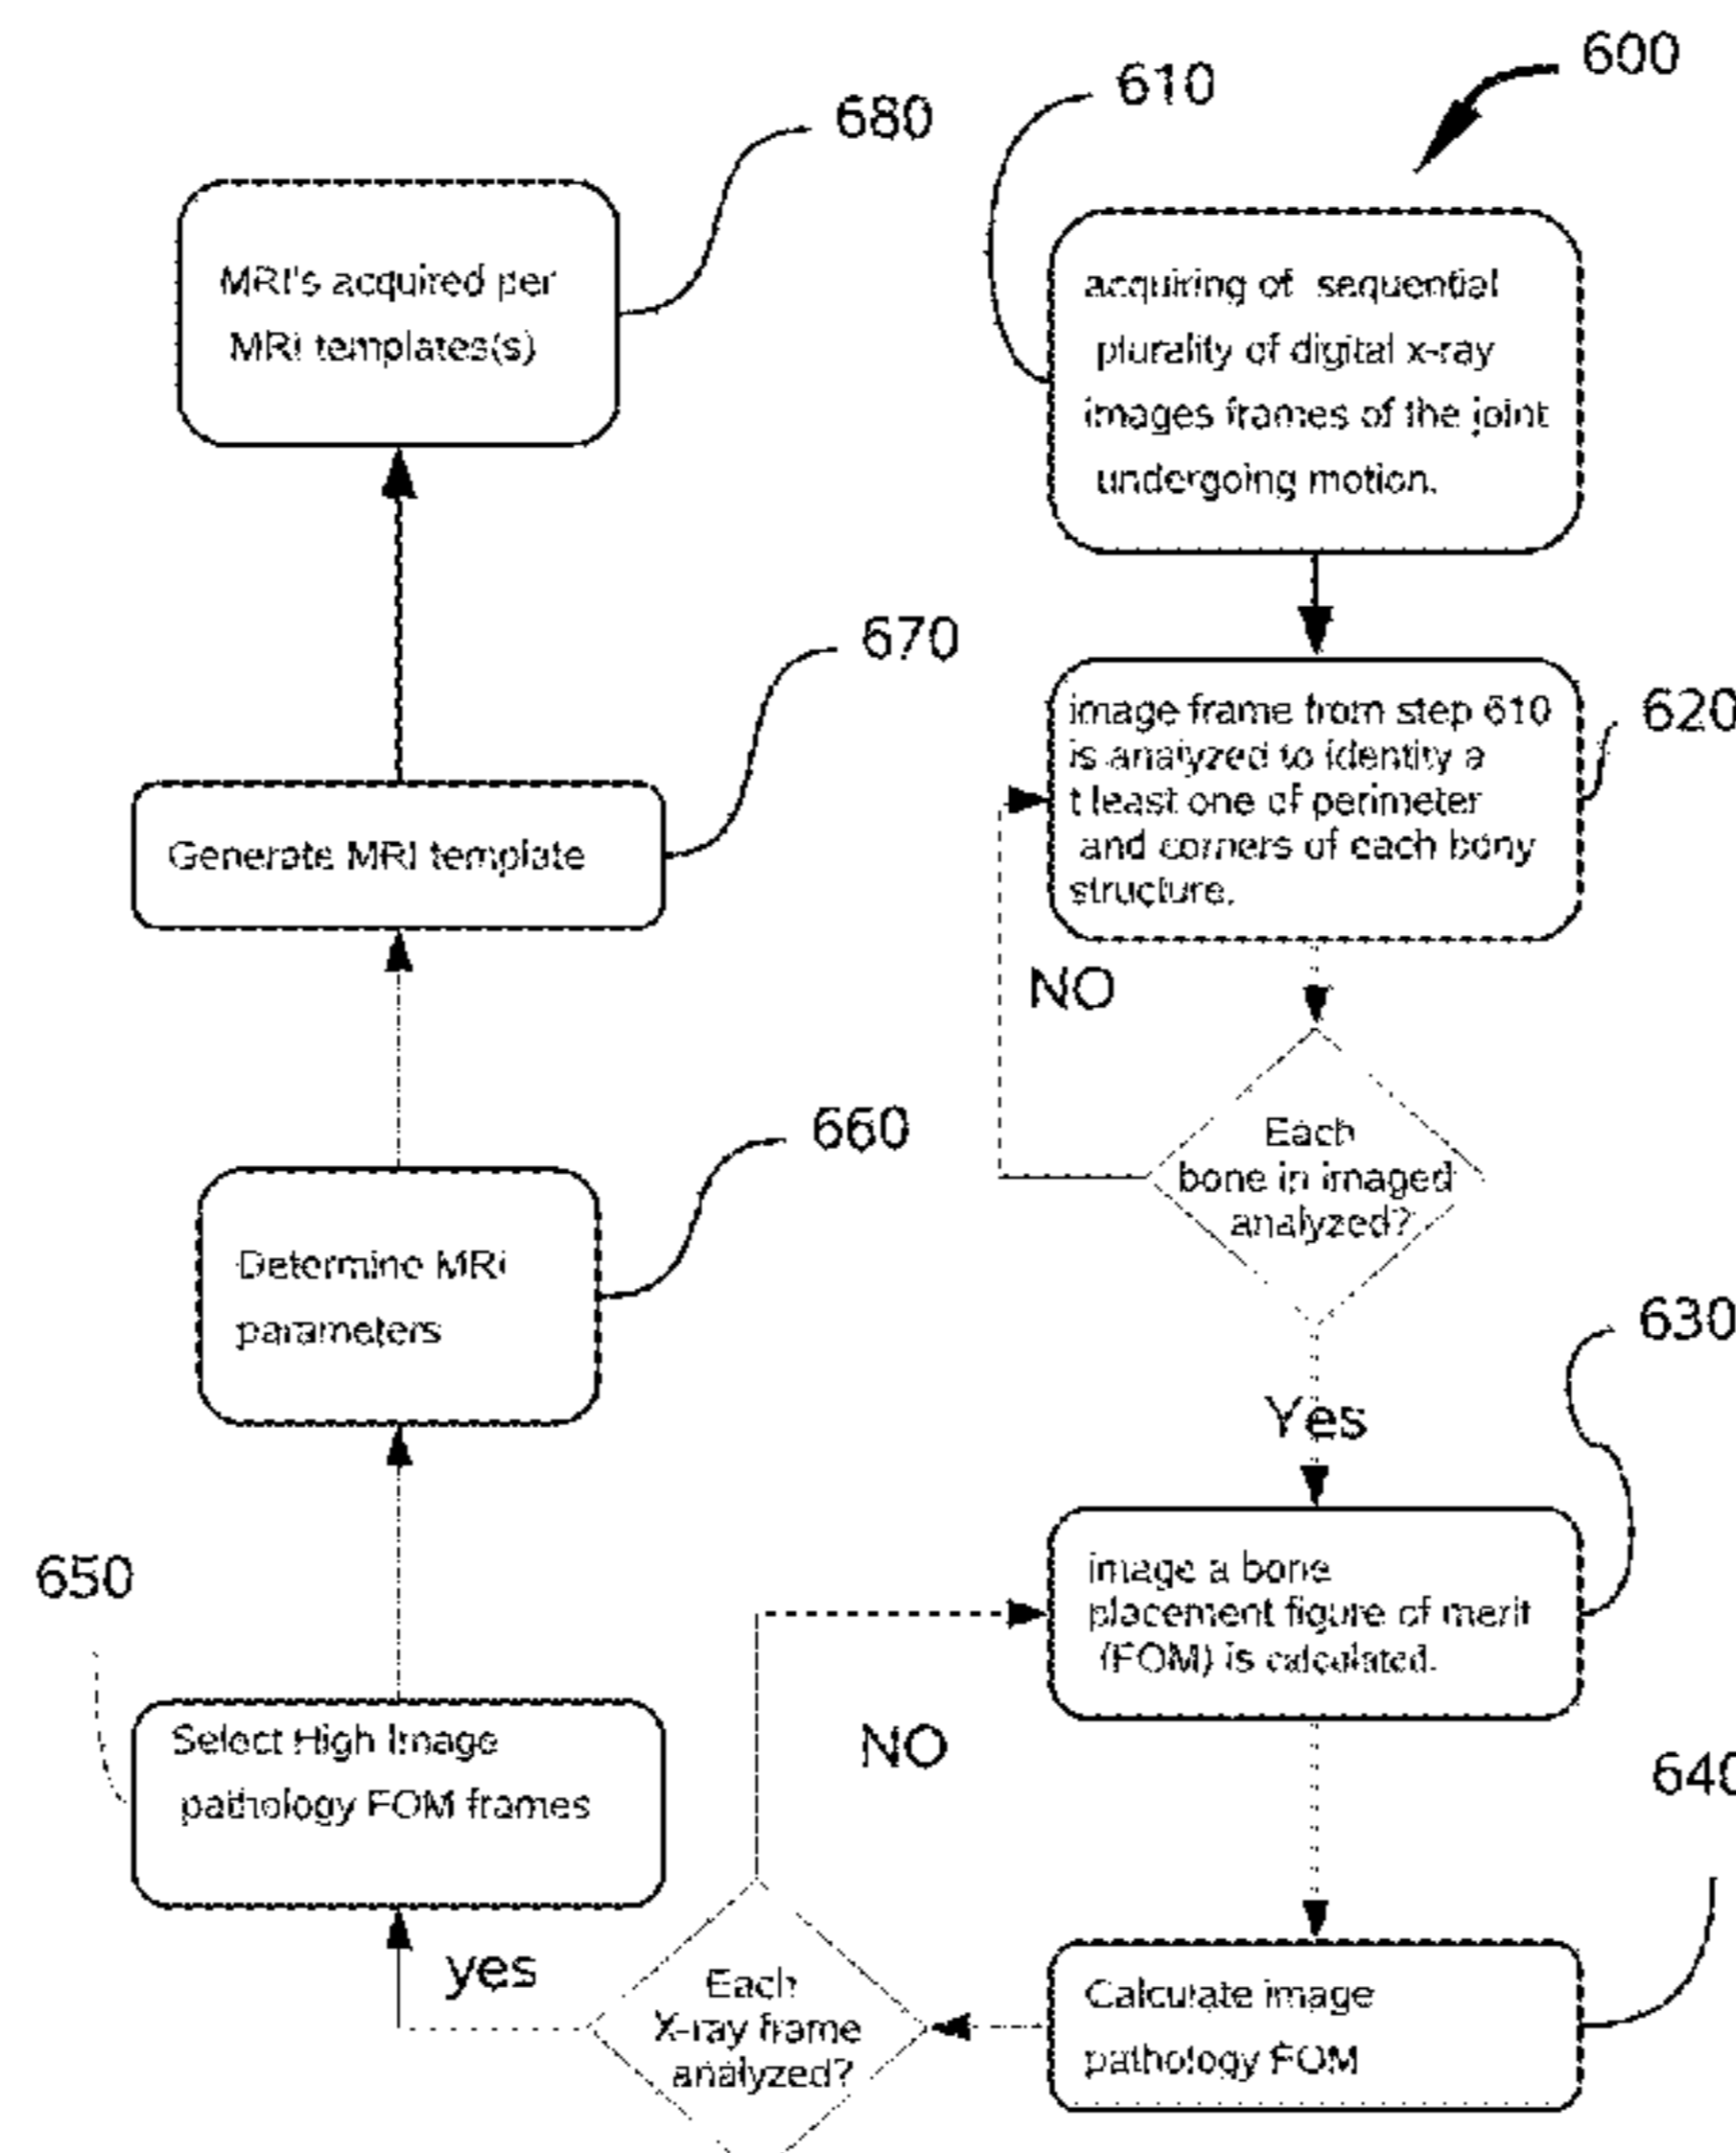 600
610
680
acquiring of sequential
plurality of digital x-ray
images frames of the joint
undergoing motion.
MRI's acquired per
MRI templates(s)
670
620
image frame from step 610
is analyzed to identity a
t least one of perimeter
and corners of each bony
structure.
Generate MRI template
NO
660
Each
bone in imaged
analyzed?
Determine MRI
parameters
630
Yes
image a bone
placement figure of merit
(FOM) is calculated.
650
NO
640
Select High Image
pathology FOM frames
yes
Each
X-ray frame
analyzed?
Calculate image
pathology FOM